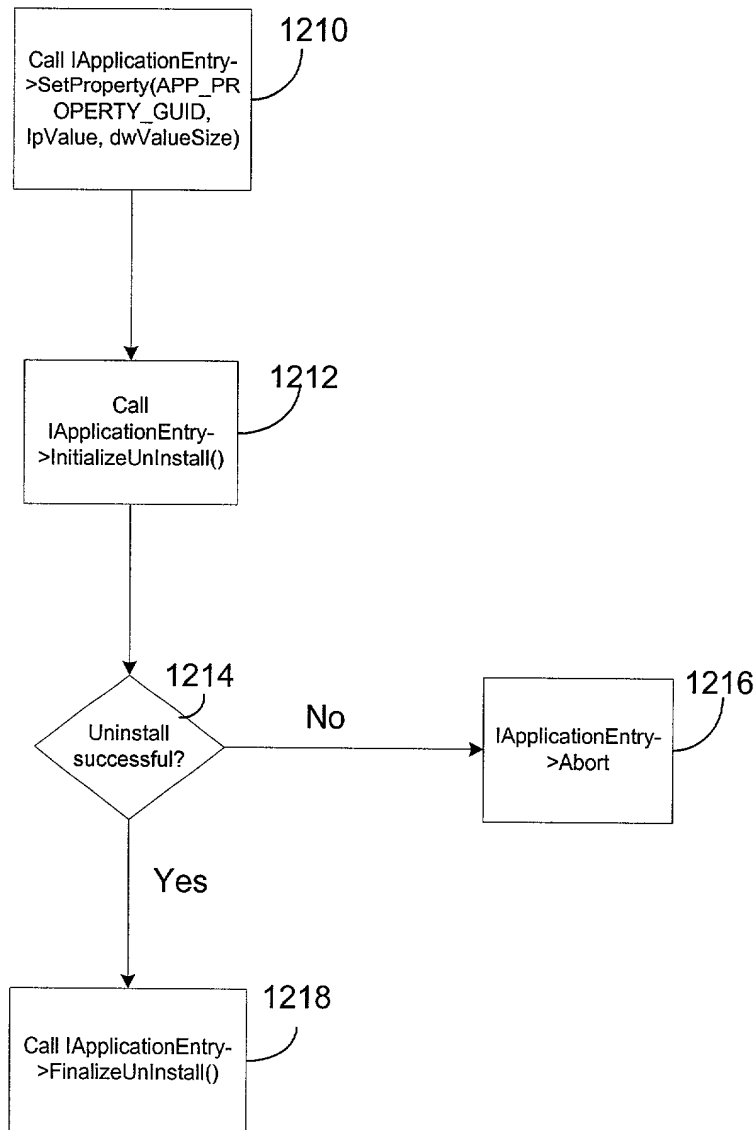 1210
Call IApplicationEntry-
>SetProperty(APP_PR
OPERTY_GUID,
lpValue, dwValueSize)
1212
Call
IApplicationEntry-
>InitializeUnInstall()
1214
Uninstall
successful?
No
1216
IApplicationEntry-
>Abort
Yes
1218
Call IApplicationEntry-
>FinalizeUnInstall()